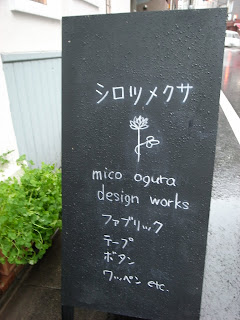 シロツメクサ
mico ogura
design works
ファブリック
テープ
ボタン
ワッペン etc.